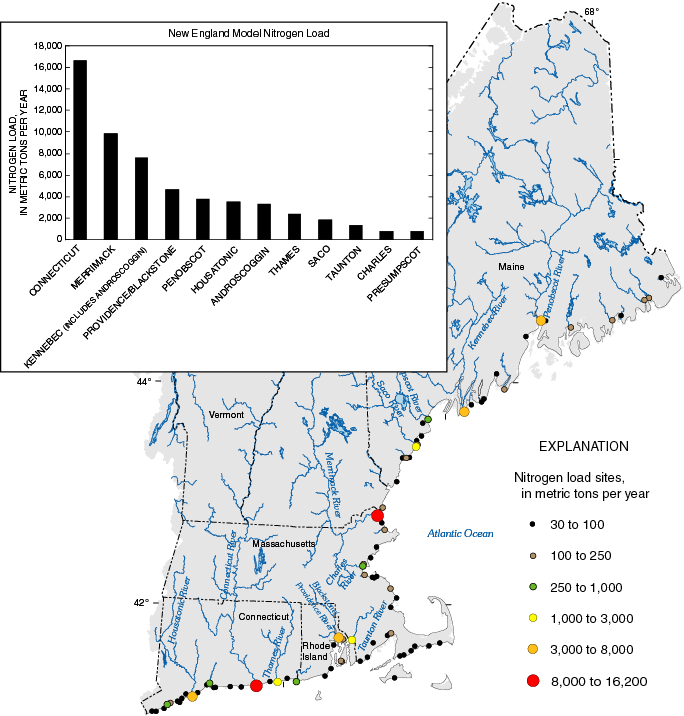 New England Model Nitrogen Load
NITROGEN LOAD,
IN METRIC TONS PER YEAR
18,000
16,000
14,000
12,000
10,000
8,000
6,000
4,000
2,000
0
CONNECTICUT
MERRIMACK
KENNEBEC (INCLUDES ANDROSCOGGIN)
PROVIDENCE/BLACKSTONE
PENOBSCOT
HOUSATONIC
ANDROSCOGGIN
THAMES
SACO
TAUNTON
CHARLES
PRESUMPSCOT
68°
Maine
Penobscot River
Kennebec River
44°
Saco River
River
Vermont
Merrimack River
Massachusetts
Atlantic Ocean
Charles
River
Connecticut River
Housatonic River
42°
Connecticut
Blackstone
Providence River
Taunton River
Thames River
Rhode
Island
EXPLANATION
Nitrogen load sites,
in metric tons per year
30 to 100
100 to 250
250 to 1,000
1,000 to 3,000
3,000 to 8,000
8,000 to 16,200